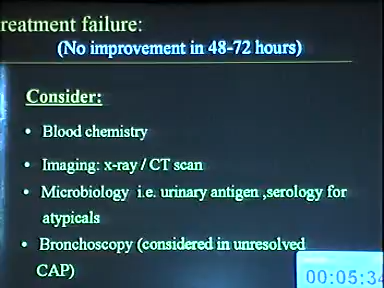 reatment failure:
(No improvement in 48-72 hours)
Consider:
• Blood chemistry
• Imaging: x-ray / CT scan
• Microbiology i.e. urinary antigen ,serology for
atypicals
• Bronchoscopy (considered in unresolved
CAP)
00:05:34